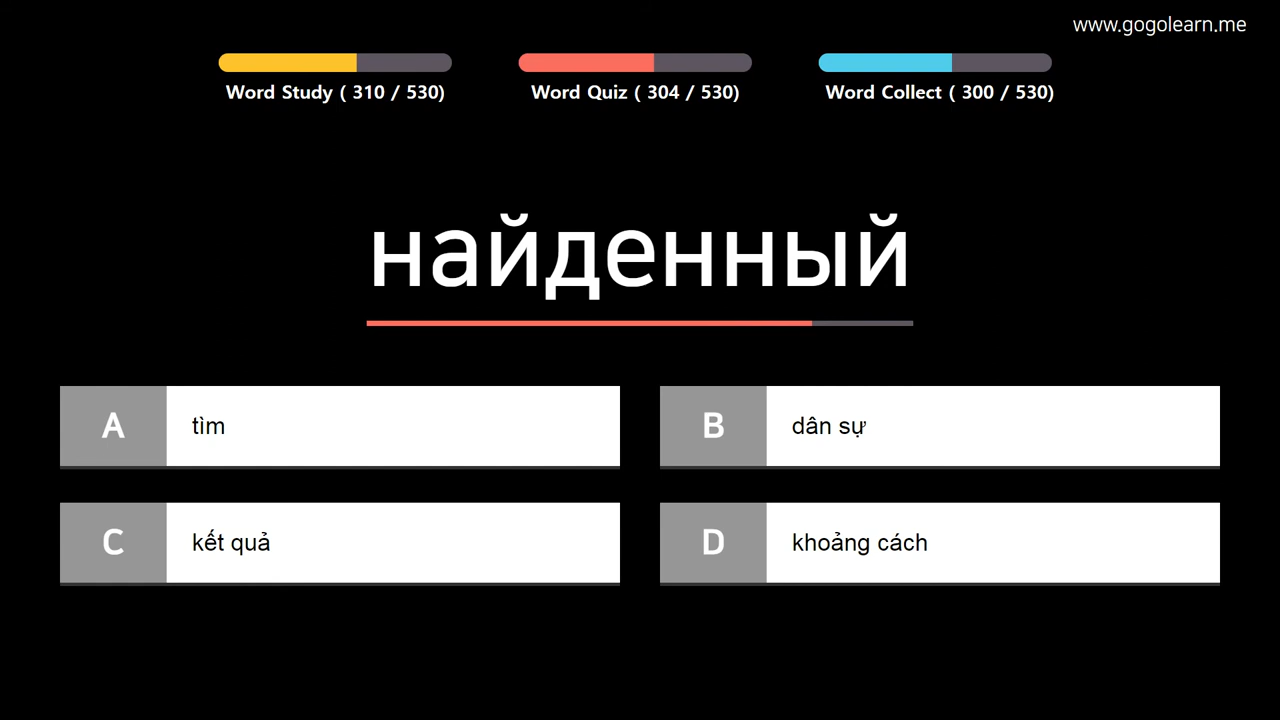 www.gogolearn.me
Word Study ( 310 / 530)
Word Quiz ( 304 / 530)
Word Collect ( 300 / 530)
найденный
A tìm
B dân sự
C kết quả
D khoảng cách